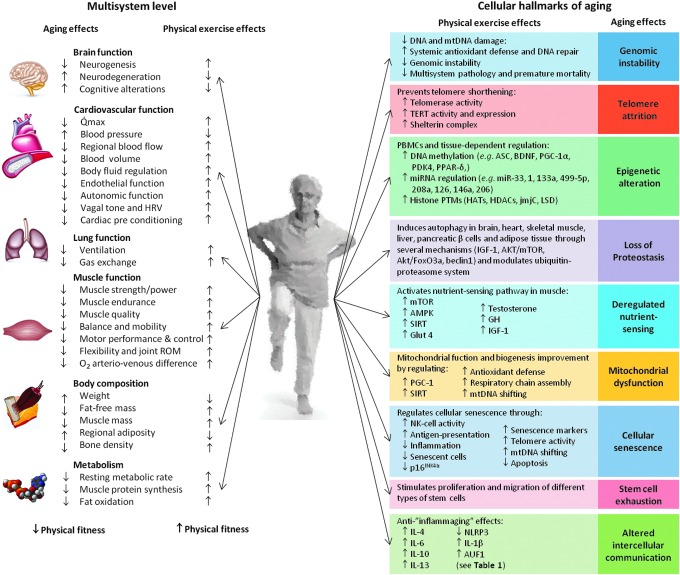 Multisystem level
Aging effects
Physical exercise effects
Brain function
↓ Neurogenesis ↑
↑ Neurodegeneration ↓
↑ Cognitive alterations ↓
Cardiovascular function
↓ Q̇max ↑
↑ Blood pressure ↓
↓ Regional blood flow ↑
↓ Blood volume ↑
↓ Body fluid regulation ↑
↓ Endothelial function ↑
↓ Autonomic function ↑
↓ Vagal tone and HRV ↑
↓ Cardiac pre conditioning ↑
Lung function
↓ Ventilation ↑
↓ Gas exchange ↑
Muscle function
↓ Muscle strength/power ↑
↓ Muscle endurance ↑
↓ Muscle quality ↑
↓ Balance and mobility ↑
↓ Motor performance & control ↑
↓ Flexibility and joint ROM ↑
↓ O₂ arterio-venous difference ↑
Body composition
↑ Weight ↓
↓ Fat-free mass ↑
↓ Muscle mass ↑
↑ Regional adiposity ↓
↓ Bone density ↑
Metabolism
↓ Resting metabolic rate ↑
↓ Muscle protein synthesis ↑
↓ Fat oxidation ↑
↓ Physical fitness
↑ Physical fitness
Cellular hallmarks of aging
Physical exercise effects
Aging effects
↓ DNA and mtDNA damage:
↑ Systemic antioxidant defense and DNA repair
↓ Genomic instability
↓ Multisystem pathology and premature mortality
Genomic
instability
Prevents telomere shortening:
↑ Telomerase activity
↑ TERT activity and expression
↑ Shelterin complex
Telomere
attrition
PBMCs and tissue-dependent regulation:
↑ DNA methylation (e.g. ASC, BDNF, PGC-1α,
PDK4, PPAR-δ,)
↑ miRNA regulation (e.g. miR-33, 1, 133a, 499-5p,
208a, 126, 146a, 206)
↑ Histone PTMs (HATs, HDACs, jmjC, LSD)
Epigenetic
alteration
Induces autophagy in brain, heart, skeletal muscle,
liver, pancreatic β cells and adipose tissue through
several mechanisms (IGF-1, AKT/mTOR,
Akt/FoxO3a, beclin1) and modulates ubiquitin-
proteasome system
Loss of
Proteostasis
Activates nutrient-sensing pathway in muscle:
↑ mTOR
↑ AMPK
↑ SIRT
↑ Glut 4
↑ Testosterone
↑ GH
↑ IGF-1
Deregulated
nutrient-
sensing
Mitochondrial fuction and biogenesis improvement
by regulating:
↑ PGC-1
↑ SIRT
↑ Antioxidant defense
↑ Respiratory chain assembly
↑ mtDNA shifting
Mitochondrial
dysfunction
Regulates cellular senescence through:
↑ NK-cell activity
↑ Antigen-presentation
↓ Inflammation
↓ Senescent cells
↓ p16INK4a
↑ Senescence markers
↑ Telomere activity
↑ mtDNA shifting
↓ Apoptosis
Cellular
senescence
Stimulates proliferation and migration of different
types of stem cells
Stem cell
exhaustion
Anti-"inflammaging" effects:
↑ IL-4
↑ IL-6
↑ IL-10
↑ IL-13
↓ NLRP3
↑ IL-1β
↑ AUF1
(see Table 1)
Altered
intercellular
communication